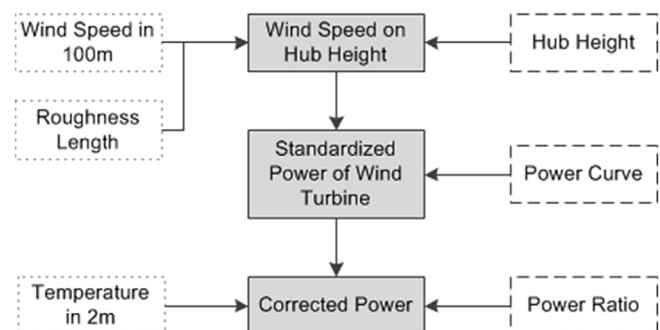 Wind Speed in
100m
Wind Speed on
Hub Height
Hub Height
Roughness
Length
Standardized
Power of Wind
Turbine
Power Curve
Temperature
in 2m
Corrected Power
Power Ratio